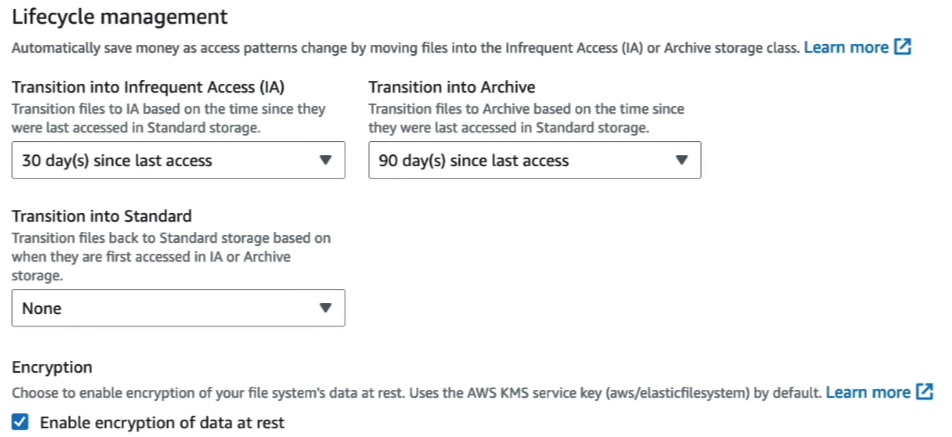 Lifecycle management
Automatically save money as access patterns change by moving files into the Infrequent Access (IA) or Archive storage class. Learn more
Transition into Infrequent Access (IA)
Transition files to IA based on the time since they
were last accessed in Standard storage.
30 day(s) since last access
Transition into Archive
Transition files to Archive based on the time since
they were last accessed in Standard storage.
90 day(s) since last access
Transition into Standard
Transition files back to Standard storage based on
when they are first accessed in IA or Archive
storage.
None
Encryption
Choose to enable encryption of your file system's data at rest. Uses the AWS KMS service key (aws/elasticfilesystem) by default. Learn more
Enable encryption of data at rest